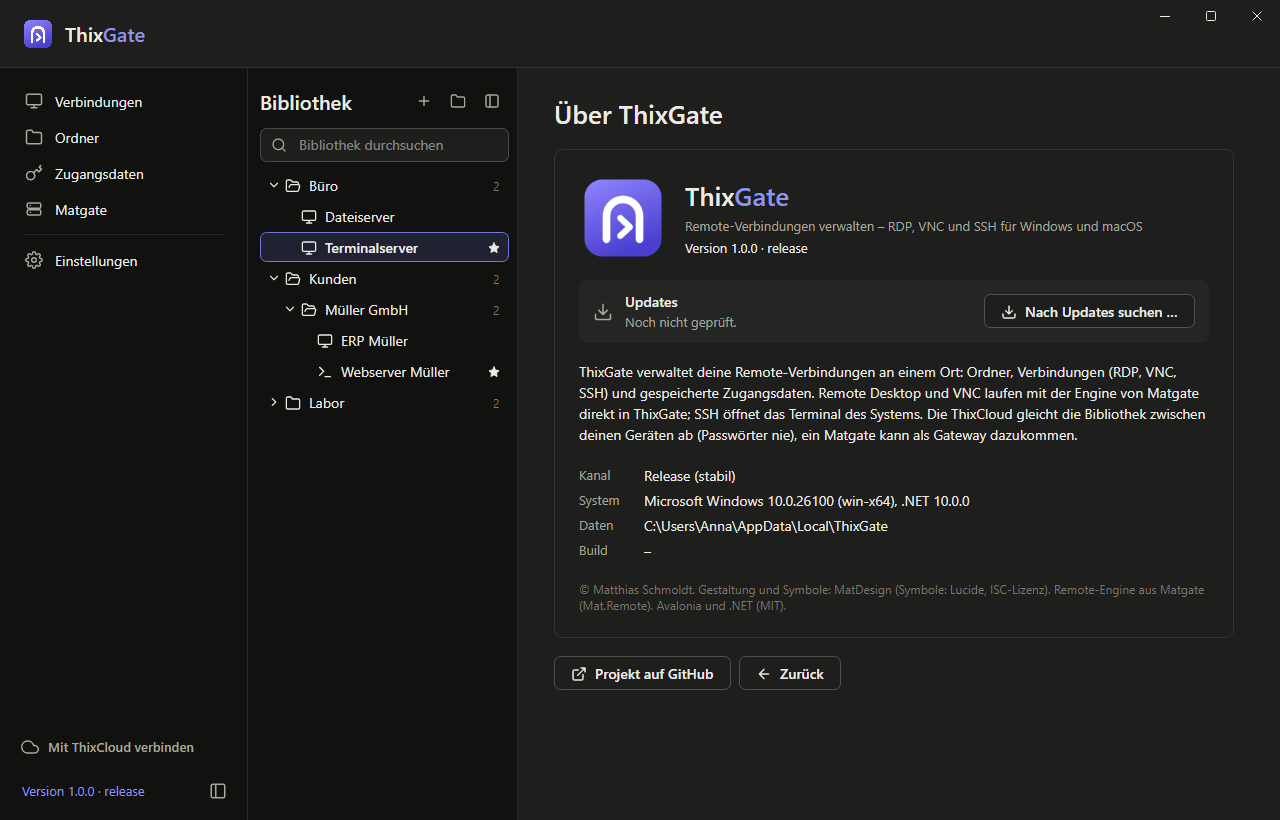 ThixGate
Verbindungen
Ordner
Zugangsdaten
Matgate
Einstellungen
Mit ThixCloud verbinden
Version 1.0.0 · release
Bibliothek
Bibliothek durchsuchen
Büro 2
Dateiserver
Terminalserver
Kunden 2
Müller GmbH 2
ERP Müller
Webserver Müller
Labor 2
Über ThixGate
ThixGate
Remote-Verbindungen verwalten – RDP, VNC und SSH für Windows und macOS
Version 1.0.0 · release
Updates
Noch nicht geprüft.
Nach Updates suchen ...
ThixGate verwaltet deine Remote-Verbindungen an einem Ort: Ordner, Verbindungen (RDP, VNC,
SSH) und gespeicherte Zugangsdaten. Remote Desktop und VNC laufen mit der Engine von Matgate
direkt in ThixGate; SSH öffnet das Terminal des Systems. Die ThixCloud gleicht die Bibliothek zwischen
deinen Geräten ab (Passwörter nie), ein Matgate kann als Gateway dazukommen.
Kanal Release (stabil)
System Microsoft Windows 10.0.26100 (win-x64), .NET 10.0.0
Daten C:\Users\Anna\AppData\Local\ThixGate
Build –
© Matthias Schmoldt. Gestaltung und Symbole: MatDesign (Symbole: Lucide, ISC-Lizenz). Remote-Engine aus Matgate
(Mat.Remote). Avalonia und .NET (MIT).
Projekt auf GitHub
Zurück